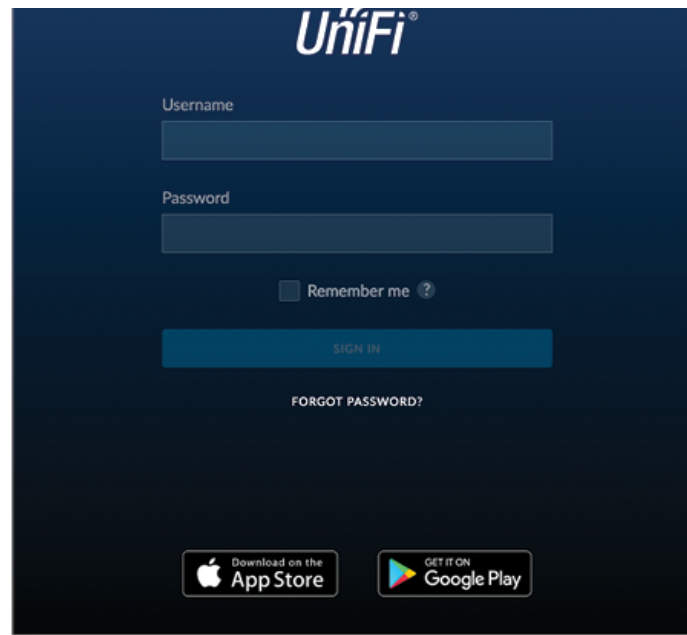 UniFi®
Username
Password
Remember me ?
SIGN IN
FORGOT PASSWORD?
Download on the
App Store
GET IT ON
Google Play